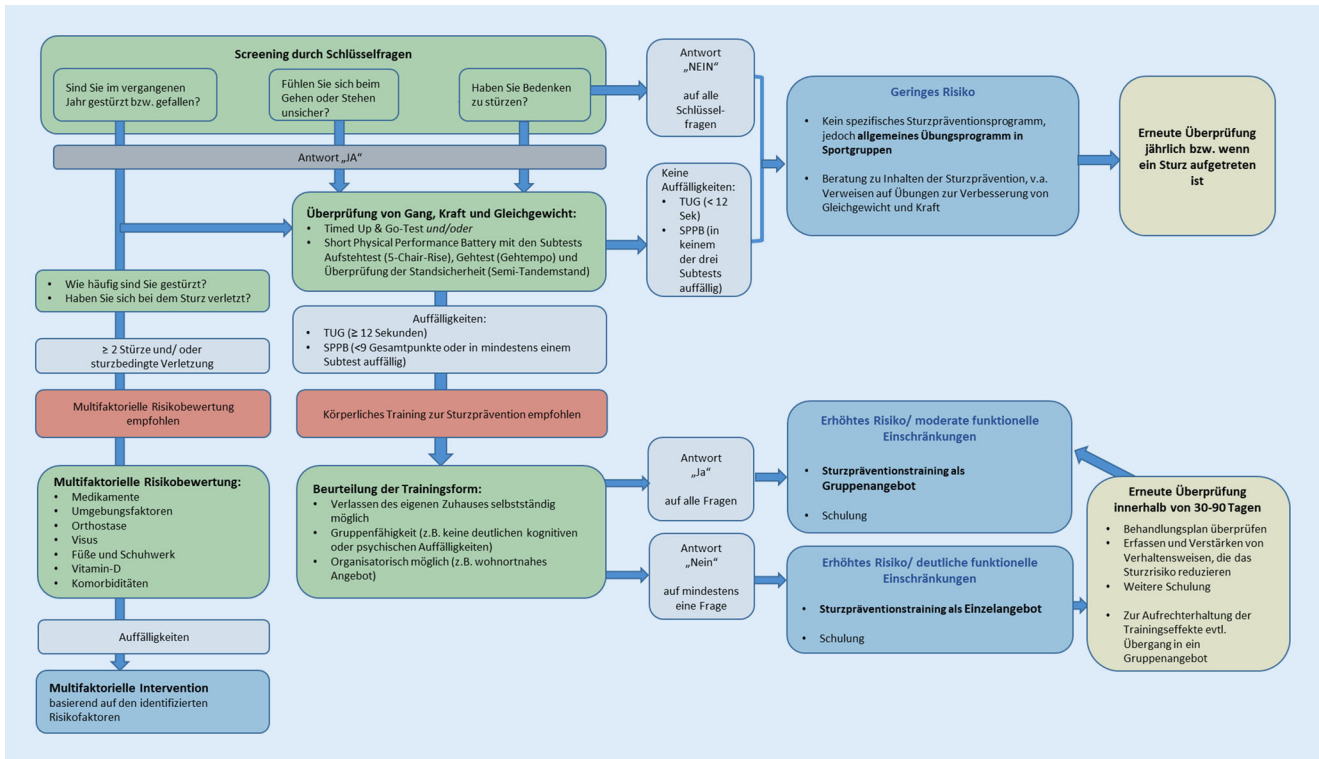 Screening durch Schlüsselfragen
Sind Sie im vergangenen
Jahr gestürzt bzw. gefallen?
Fühlen Sie sich beim
Gehen oder Stehen
unsicher?
Haben Sie Bedenken
zu stürzen?
Antwort
„NEIN"
auf alle
Schlüssel-
fragen
Antwort „JA"
Geringes Risiko
• Kein spezifisches Sturzpräventionsprogramm,
jedoch allgemeines Übungsprogramm in
Sportgruppen
• Beratung zu Inhalten der Sturzprävention, v.a.
Verweisen auf Übungen zur Verbesserung von
Gleichgewicht und Kraft
Erneute Überprüfung
jährlich bzw. wenn
ein Sturz aufgetreten
ist
Überprüfung von Gang, Kraft und Gleichgewicht:
• Timed Up & Go-Test und/oder
• Short Physical Performance Battery mit den Subtests
Aufstehtest (5-Chair-Rise), Gehtest (Gehtempo) und
Überprüfung der Standsicherheit (Semi-Tandemstand)
Keine
Auffälligkeiten:
• TUG (< 12
Sek)
• SPPB (in
keinem
der drei
Subtests
auffällig)
• Wie häufig sind Sie gestürzt?
• Haben Sie sich bei dem Sturz verletzt?
Auffälligkeiten:
• TUG (≥ 12 Sekunden)
• SPPB (<9 Gesamtpunkte oder in mindestens einem
Subtest auffällig)
≥ 2 Stürze und/ oder
sturzbedingte Verletzung
Multifaktorielle Risikobewertung
empfohlen
Körperliches Training zur Sturzprävention empfohlen
Multifaktorielle Risikobewertung:
• Medikamente
• Umgebungsfaktoren
• Orthostase
• Visus
• Füße und Schuhwerk
• Vitamin-D
• Komorbiditäten
Beurteilung der Trainingsform:
• Verlassen des eigenen Zuhauses selbstständig
möglich
• Gruppenfähigkeit (z.B. keine deutlichen kognitiven
oder psychischen Auffälligkeiten)
• Organisatorisch möglich (z.B. wohnortnahes
Angebot)
Antwort
„Ja"
auf alle Fragen
Antwort
„Nein"
auf mindestens
eine Frage
Erhöhtes Risiko/ moderate funktionelle
Einschränkungen
• Sturzpräventionstraining als
Gruppenangebot
• Schulung
Erhöhtes Risiko/ deutliche funktionelle
Einschränkungen
• Sturzpräventionstraining als Einzelangebot
• Schulung
Erneute Überprüfung
innerhalb von 30-90 Tagen
• Behandlungsplan überprüfen
• Erfassen und Verstärken von
Verhaltensweisen, die das
Sturzrisiko reduzieren
• Weitere Schulung
• Zur Aufrechterhaltung der
Trainingseffekte evtl.
Übergang in ein
Gruppenangebot
Auffälligkeiten
Multifaktorielle Intervention
basierend auf den identifizierten
Risikofaktoren